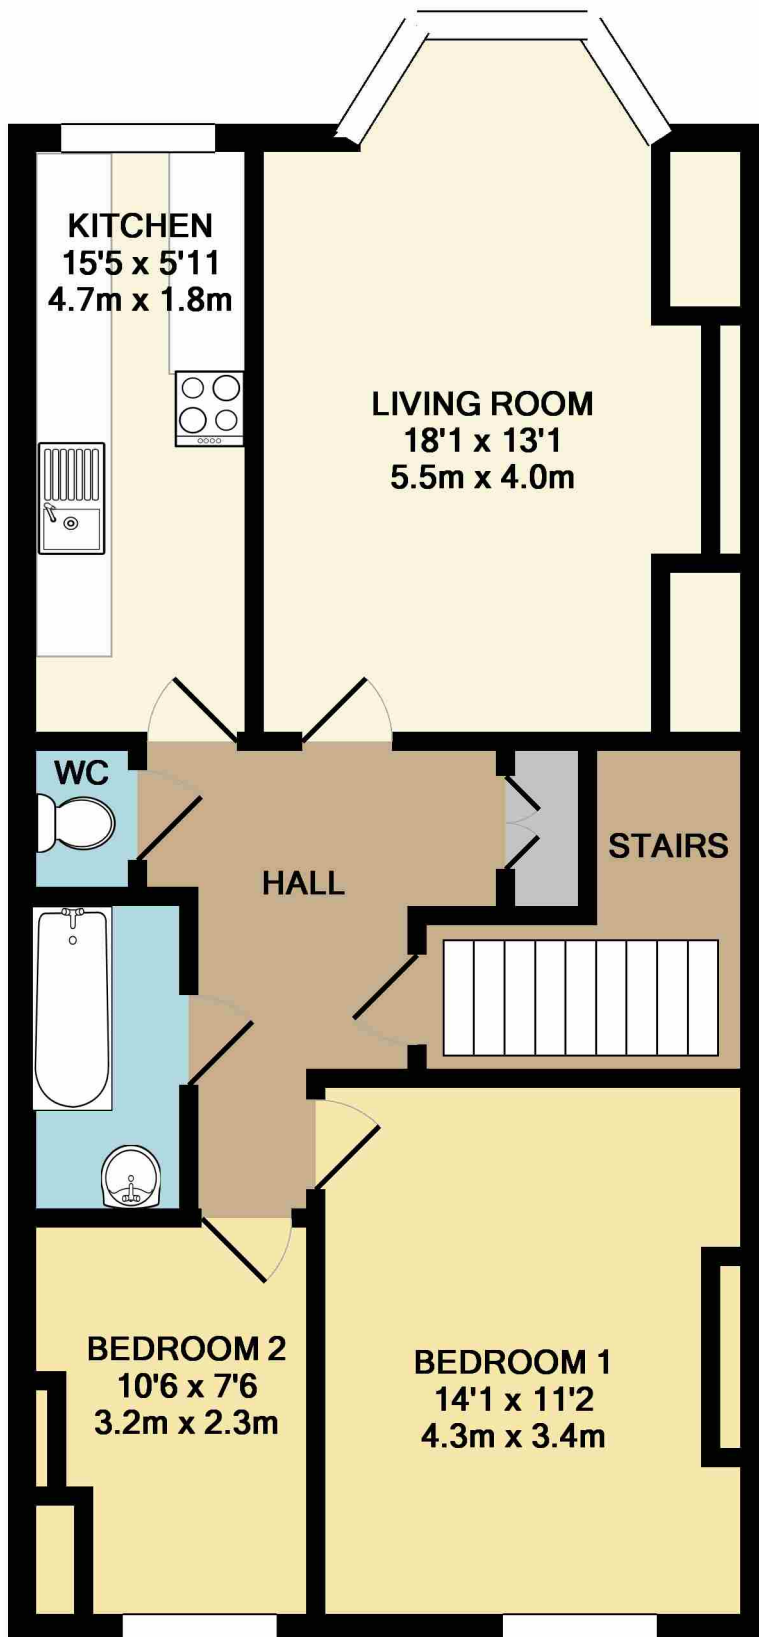 KITCHEN
15'5 x 5'11
4.7m x 1.8m
LIVING ROOM
18'1 x 13'1
5.5m x 4.0m
WC
HALL
STAIRS
BEDROOM 2
10'6 x 7'6
3.2m x 2.3m
BEDROOM 1
14'1 x 11'2
4.3m x 3.4m